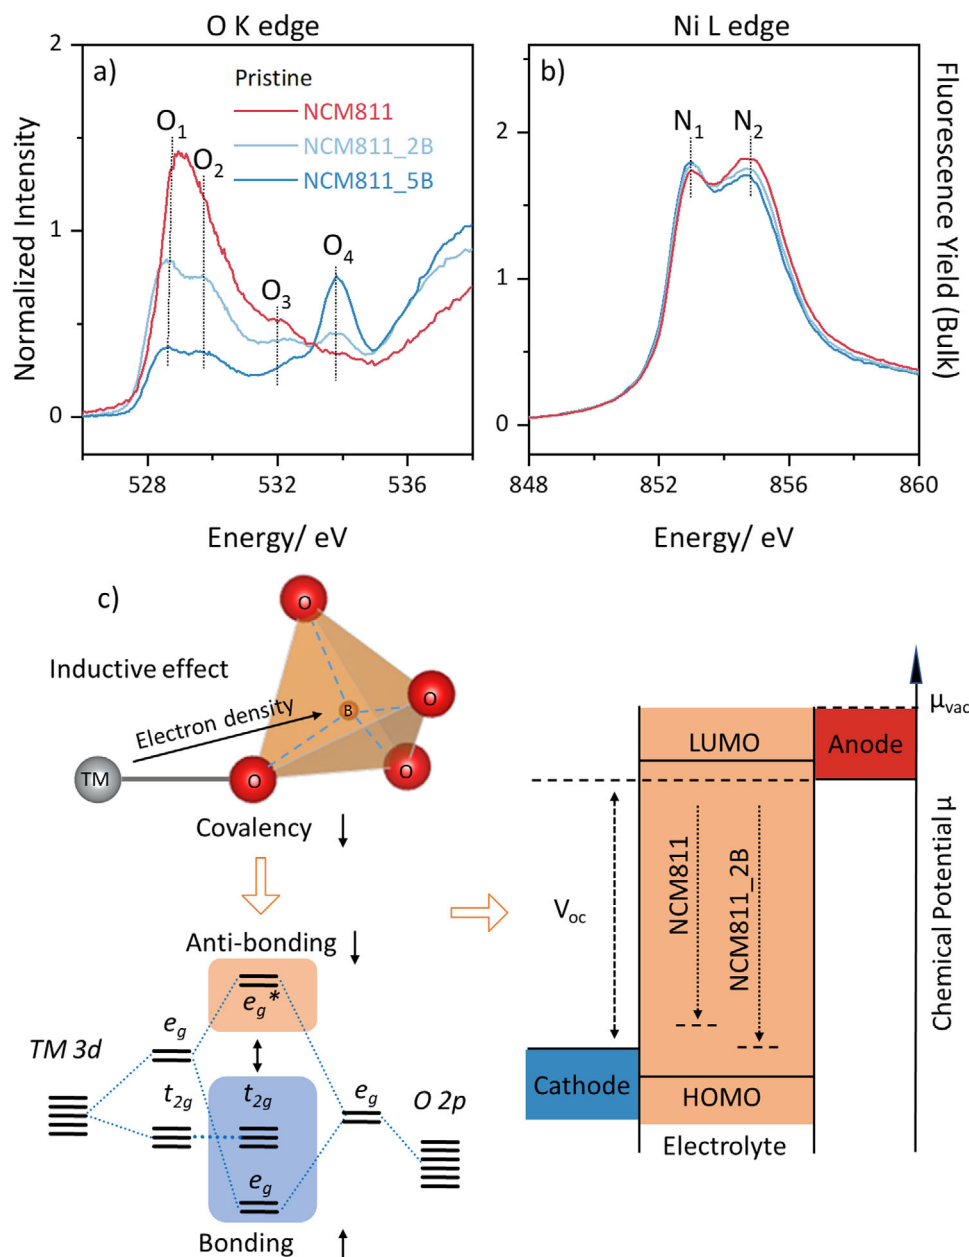 O K edge
Ni L edge
a)
Pristine
NCM811
NCM811_2B
NCM811_5B
O1
O2
O3
O4
2
1
0
528
532
536
Normalized Intensity
Energy/ eV
b)
N1
N2
2
1
0
848
852
856
860
Energy/ eV
Fluorescence Yield (Bulk)
c)
Inductive effect
Electron density
TM
O
O
O
O
B
Covalency ↓
Anti-bonding ↓
eg*
eg
TM 3d
t2g
t2g
eg
O 2p
eg
Bonding ↑
μvac
LUMO
Anode
Voc
NCM811
NCM811_2B
Cathode
HOMO
Electrolyte
Chemical Potential μ